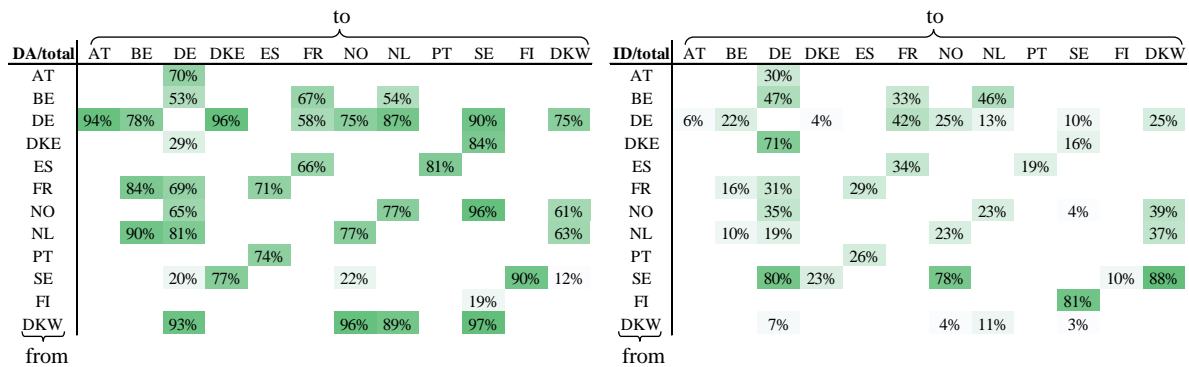 to to
DA/total AT BE DE DKE ES FR NO NL PT SE FI DKW ID/total AT BE DE DKE ES FR NO NL PT SE FI DKW
AT 70% AT 30%
BE 53% 67% 54% BE 47% 33% 46%
DE 94% 78% 96% 58% 75% 87% 90% 75% DE 6% 22% 4% 42% 25% 13% 10% 25%
DKE 29% 84% DKE 71% 16%
ES 66% 81% ES 34% 19%
FR 84% 69% 71% FR 16% 31% 29%
NO 65% 77% 96% 61% NO 35% 23% 4% 39%
NL 90% 81% 77% 63% NL 10% 19% 23% 37%
PT 74% PT 26%
SE 20% 77% 22% 90% 12% SE 80% 23% 78% 10% 88%
FI 19% FI 81%
DKW 93% 96% 89% 97% DKW 7% 4% 11% 3%
from from